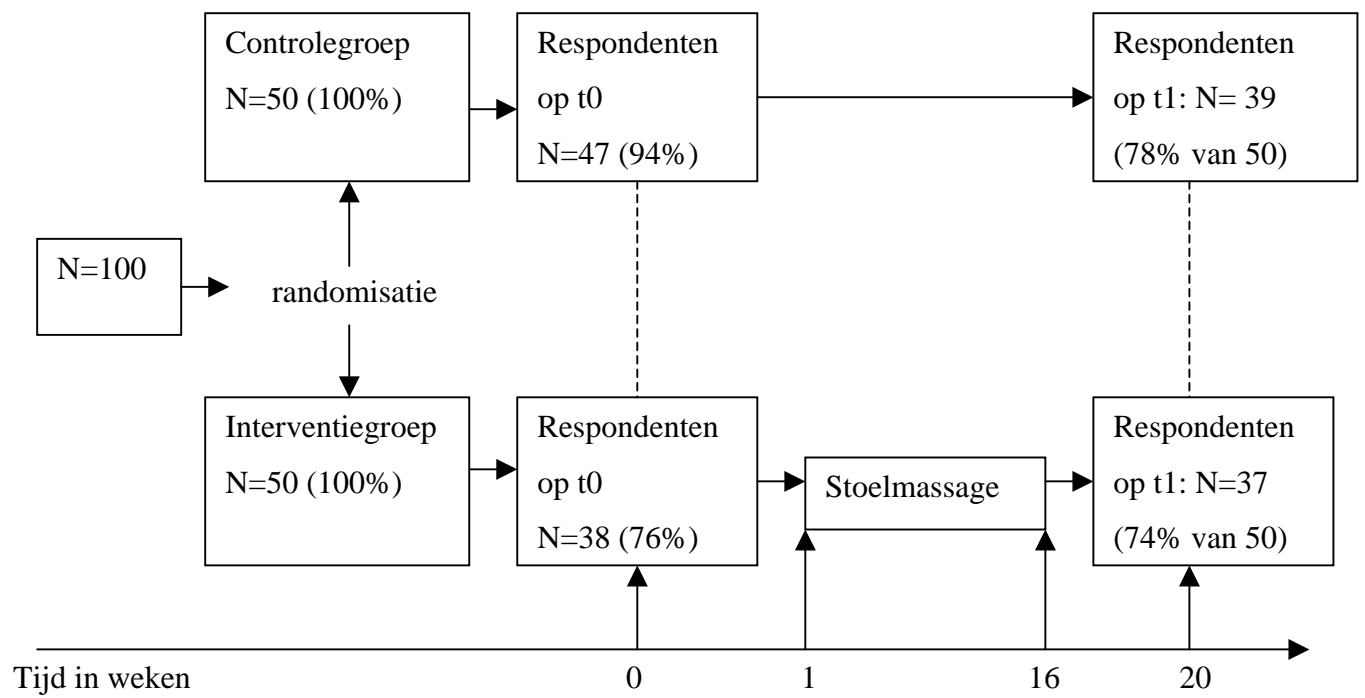 Controlegroep
N=50 (100%)
Respondenten
op t0
N=47 (94%)
Respondenten
op t1: N= 39
(78% van 50)
N=100
randomisatie
Interventiegroep
N=50 (100%)
Respondenten
op t0
N=38 (76%)
Stoelmassage
Respondenten
op t1: N=37
(74% van 50)
Tijd in weken 0 1 16 20